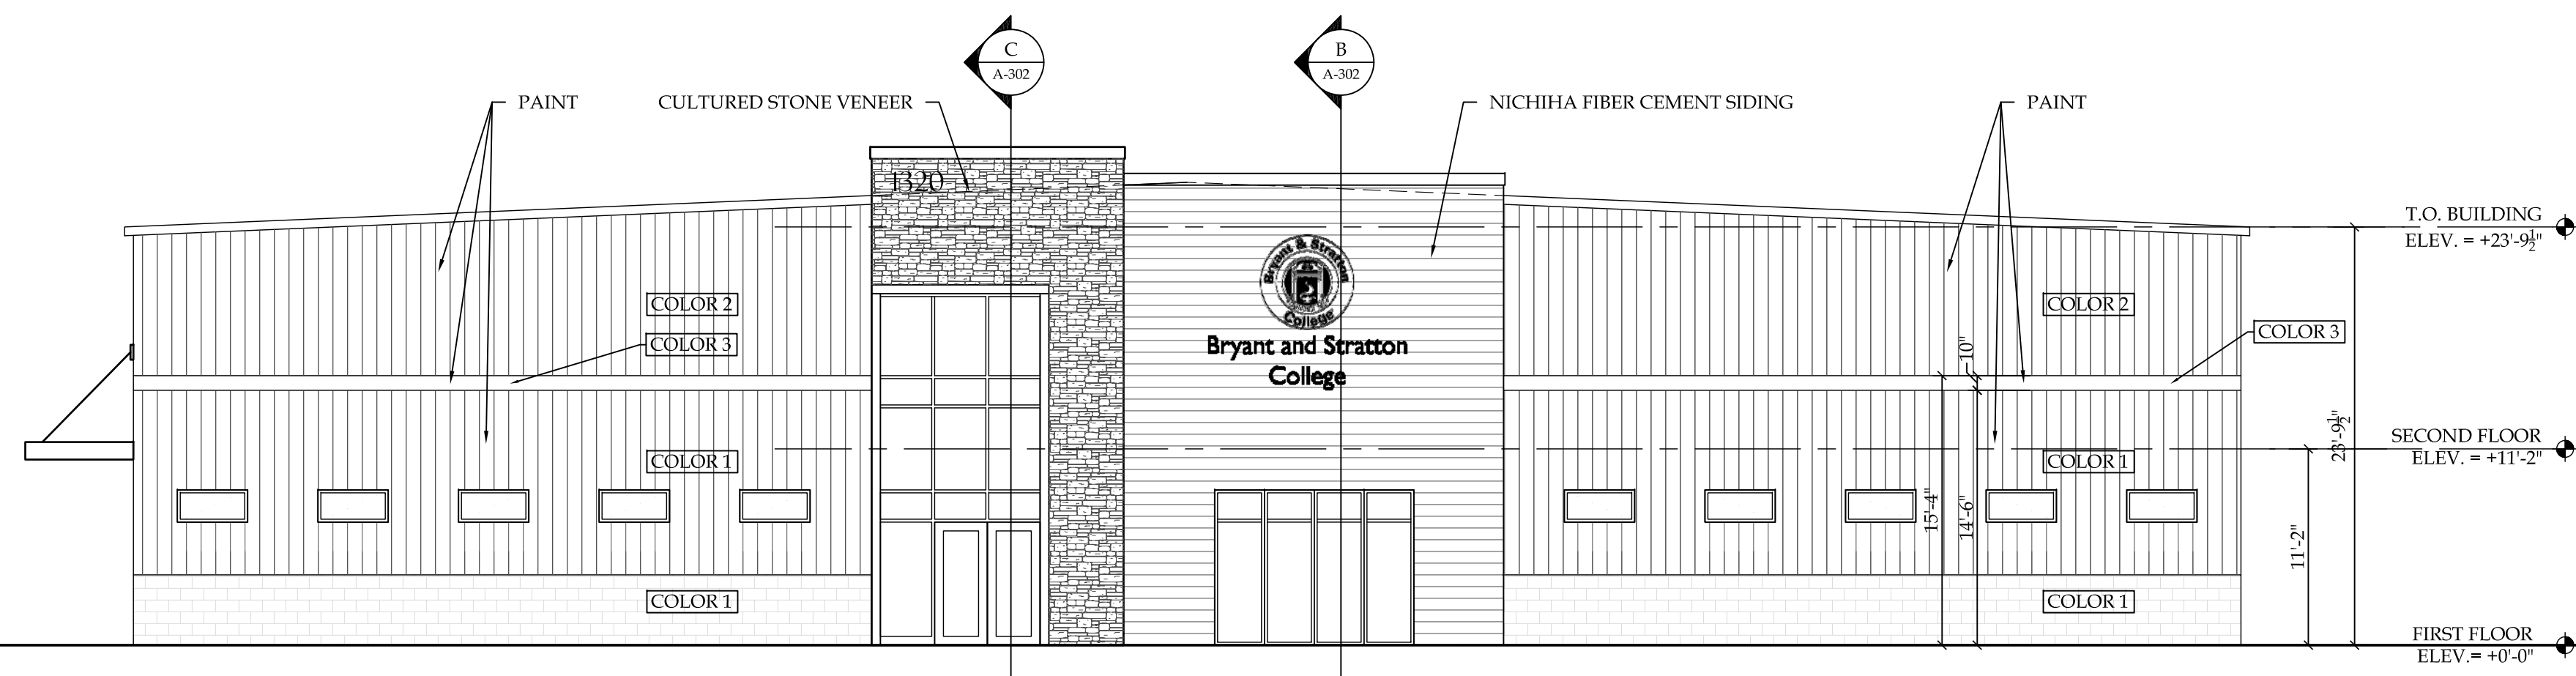 C
A-302
B
A-302
PAINT
CULTURED STONE VENEER
NICHIHA FIBER CEMENT SIDING
PAINT
1320
T.O. BUILDING
ELEV. = +23'-9½"
Bryant & Stratton
College
Bryant and Stratton
College
COLOR 2
COLOR 3
COLOR 2
COLOR 3
10"
23'-9½"
SECOND FLOOR
ELEV. = +11'-2"
COLOR 1
COLOR 1
15'-4"
14'-6"
11'-2"
COLOR 1
COLOR 1
FIRST FLOOR
ELEV.= +0'-0"